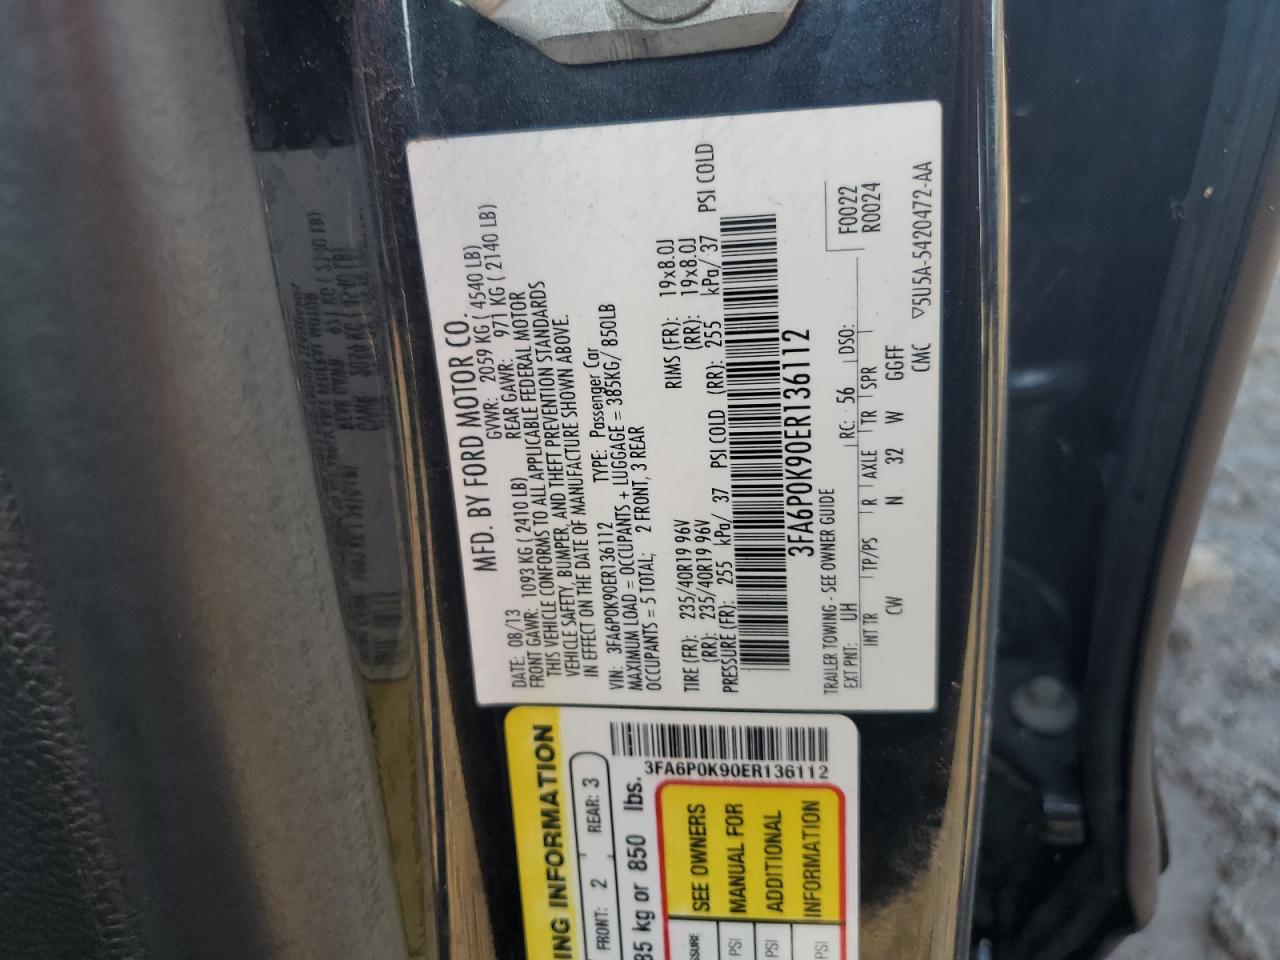 MFD. BY FORD MOTOR CO.
DATE: 08/13 GVWR: 2059 KG ( 4540 LB)
FRONT GAWR: 1093 KG ( 2410 LB) REAR GAWR: 971 KG ( 2140 LB)
THIS VEHICLE CONFORMS TO ALL APPLICABLE FEDERAL MOTOR
VEHICLE SAFETY, BUMPER, AND THEFT PREVENTION STANDARDS
IN EFFECT ON THE DATE OF MANUFACTURE SHOWN ABOVE.
VIN: 3FA6P0K90ER136112 TYPE: Passenger Car
MAXIMUM LOAD = OCCUPANTS + LUGGAGE = 385KG/ 850LB
OCCUPANTS = 5 TOTAL; 2 FRONT, 3 REAR
TIRE (FR): 235/40R19 96V RIMS (FR): 19x8.0J
(RR): 235/40R19 96V (RR): 19x8.0J
PRESSURE (FR): 255 kPa/ 37 PSI COLD (RR): 255 kPa/ 37 PSI COLD
3FA6P0K90ER136112
TRAILER TOWING - SEE OWNER GUIDE
F0022
R0024
EXT PNT: UH RC: 56 DSO:
INT TR TP/PS R AXLE TR SPR
CW N 32 W GGFF
CMC ▽5U5A-5420472-AA
ING INFORMATION
FRONT: 2 REAR: 3
85 kg or 850 lbs.
3FA6P0K90ER136112
SEE OWNERS
MANUAL FOR
ADDITIONAL
INFORMATION
SSURE
PSI
PSI
PSI